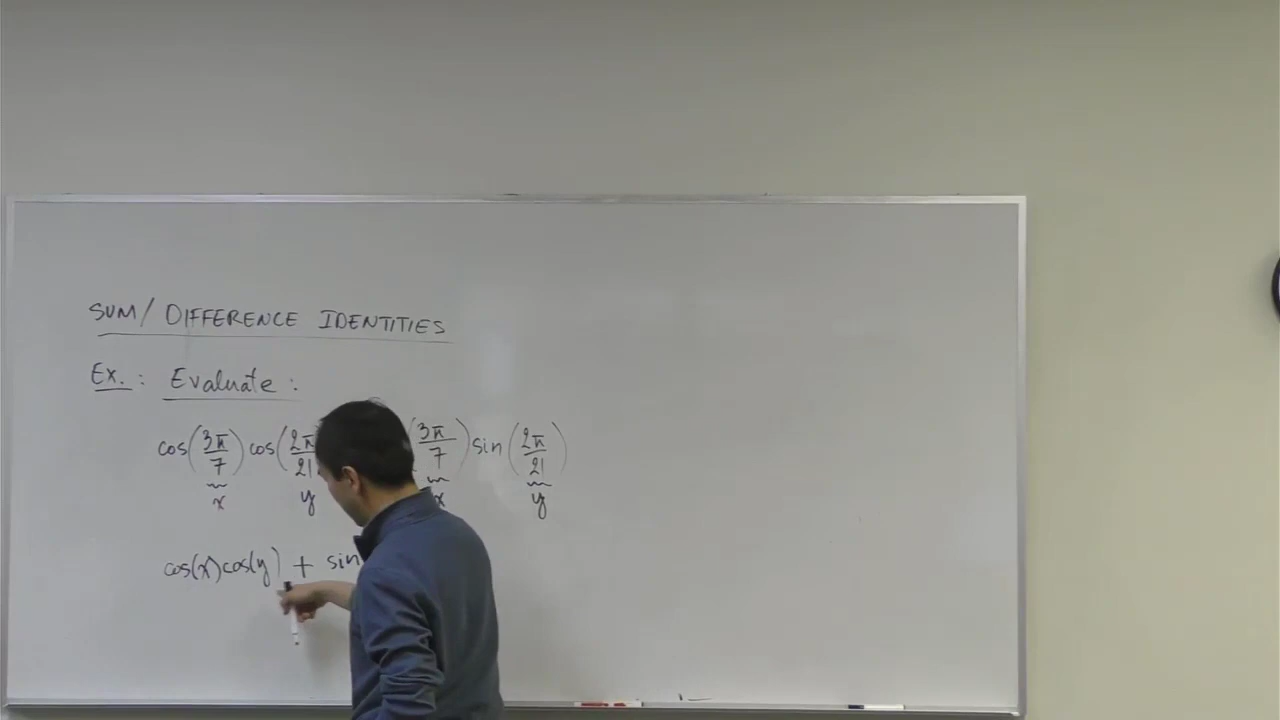 SUM/ DIFFERENCE IDENTITIES
Ex.: Evaluate:
cos(3π/7)cos(2π/21 (3π/7)sin(2π/21)
x y x y
cos(x)cos(y) + sin